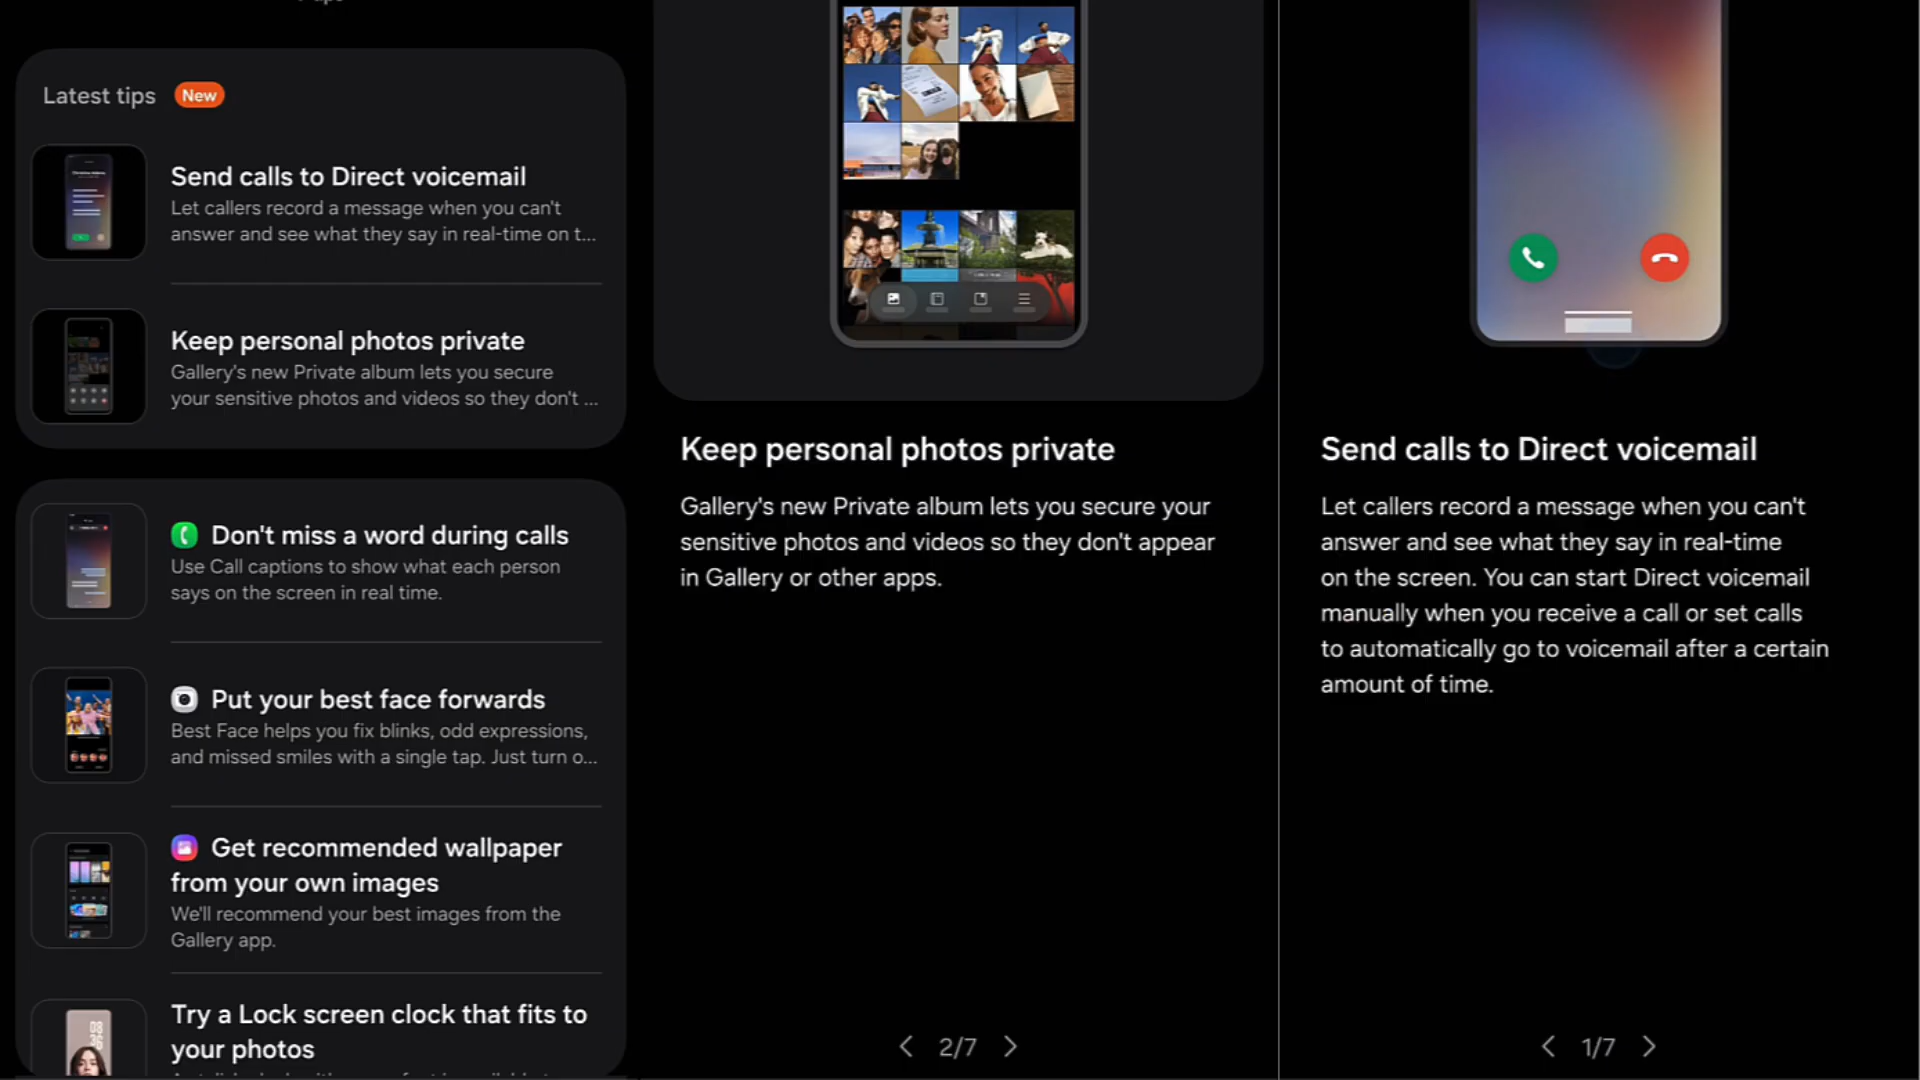 Latest tips New
Send calls to Direct voicemail
Let callers record a message when you can't
answer and see what they say in real-time on t...
Keep personal photos private
Gallery's new Private album lets you secure
your sensitive photos and videos so they don't ...
Don't miss a word during calls
Use Call captions to show what each person
says on the screen in real time.
Put your best face forwards
Best Face helps you fix blinks, odd expressions,
and missed smiles with a single tap. Just turn o...
Get recommended wallpaper
from your own images
We'll recommend your best images from the
Gallery app.
Try a Lock screen clock that fits to
your photos
Keep personal photos private
Gallery's new Private album lets you secure your
sensitive photos and videos so they don't appear
in Gallery or other apps.
2/7
Send calls to Direct voicemail
Let callers record a message when you can't
answer and see what they say in real-time
on the screen. You can start Direct voicemail
manually when you receive a call or set calls
to automatically go to voicemail after a certain
amount of time.
1/7